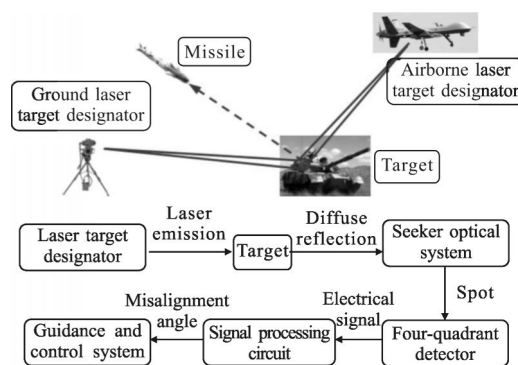 Missile
Ground laser
target designator
Airborne laser
target designator
Target
Laser target
designator
Laser
emission
Target
Diffuse
reflection
Seeker optical
system
Spot
Four-quadrant
detector
Electrical
signal
Signal processing
circuit
Misalignment
angle
Guidance and
control system